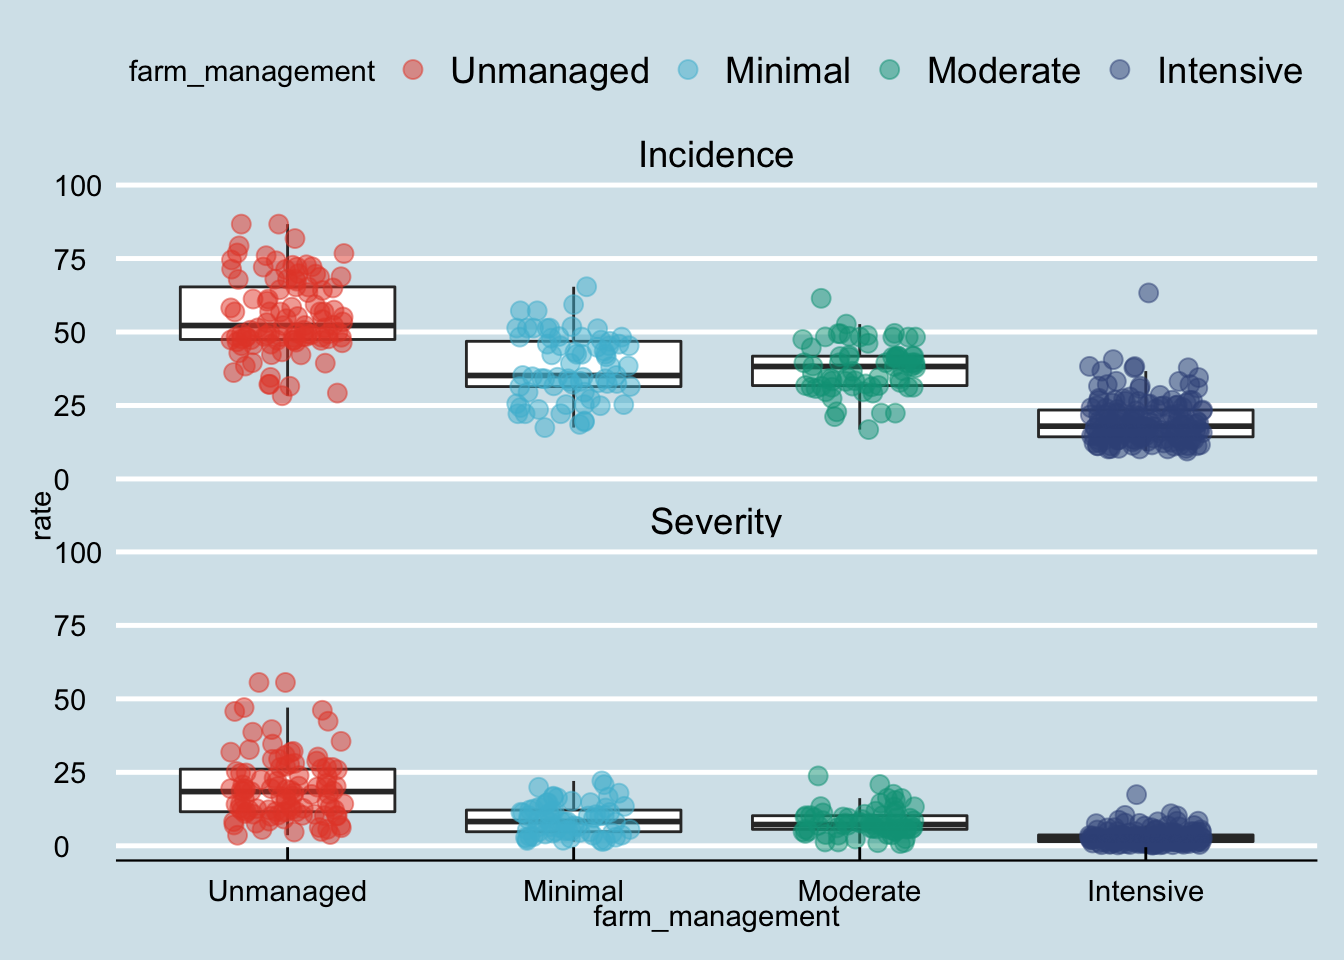 farm_management Unmanaged Minimal Moderate Intensive
Incidence
100
75
50
25
0
rate
Severity
100
75
50
25
0
Unmanaged Minimal Moderate Intensive
farm_management